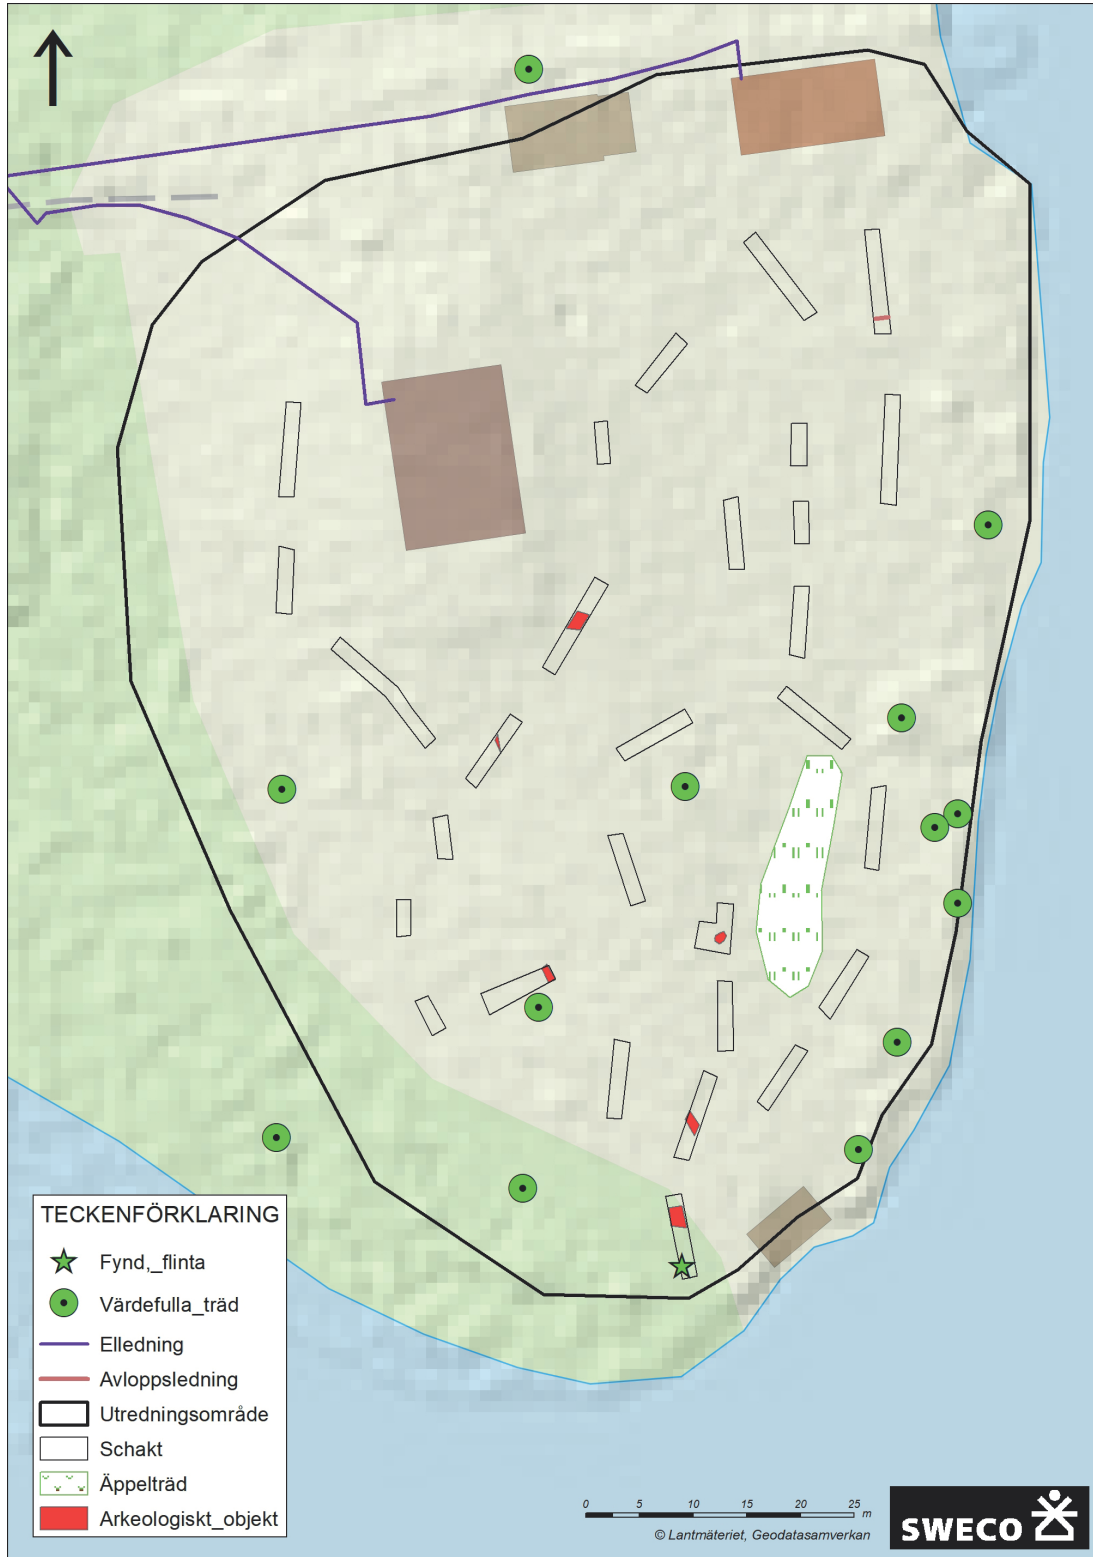 TECKENFÖRKLARING
Fynd,_flinta
Värdefulla_träd
Elledning
Avloppsledning
Utredningsområde
Schakt
Äppelträd
Arkeologiskt_objekt
0 5 10 15 20 25
m
© Lantmäteriet, Geodatasamverkan
SWECO